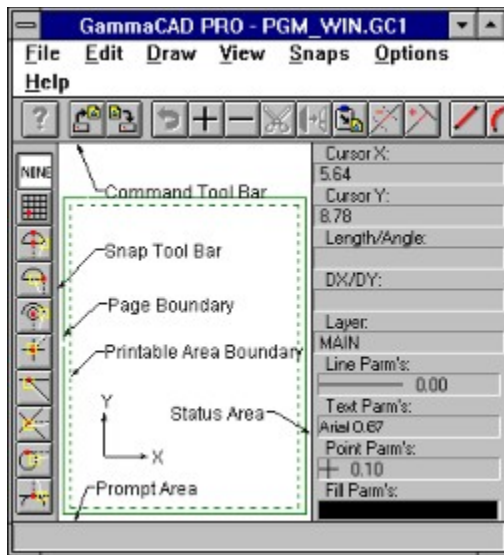 GammaCAD PRO - PGM_WIN.GC1
File Edit Draw View Snaps Options
Help
?
NONE
Command Tool Bar
Snap Tool Bar
Page Boundary
Printable Area Boundary
Y
X
Status Area
Prompt Area
Cursor X:
5.64
Cursor Y:
8.78
Length/Angle:
DX/DY:
Layer:
MAIN
Line Parm's:
0.00
Text Parm's:
Arial 0.67
Point Parm's:
0.10
Fill Parm's: